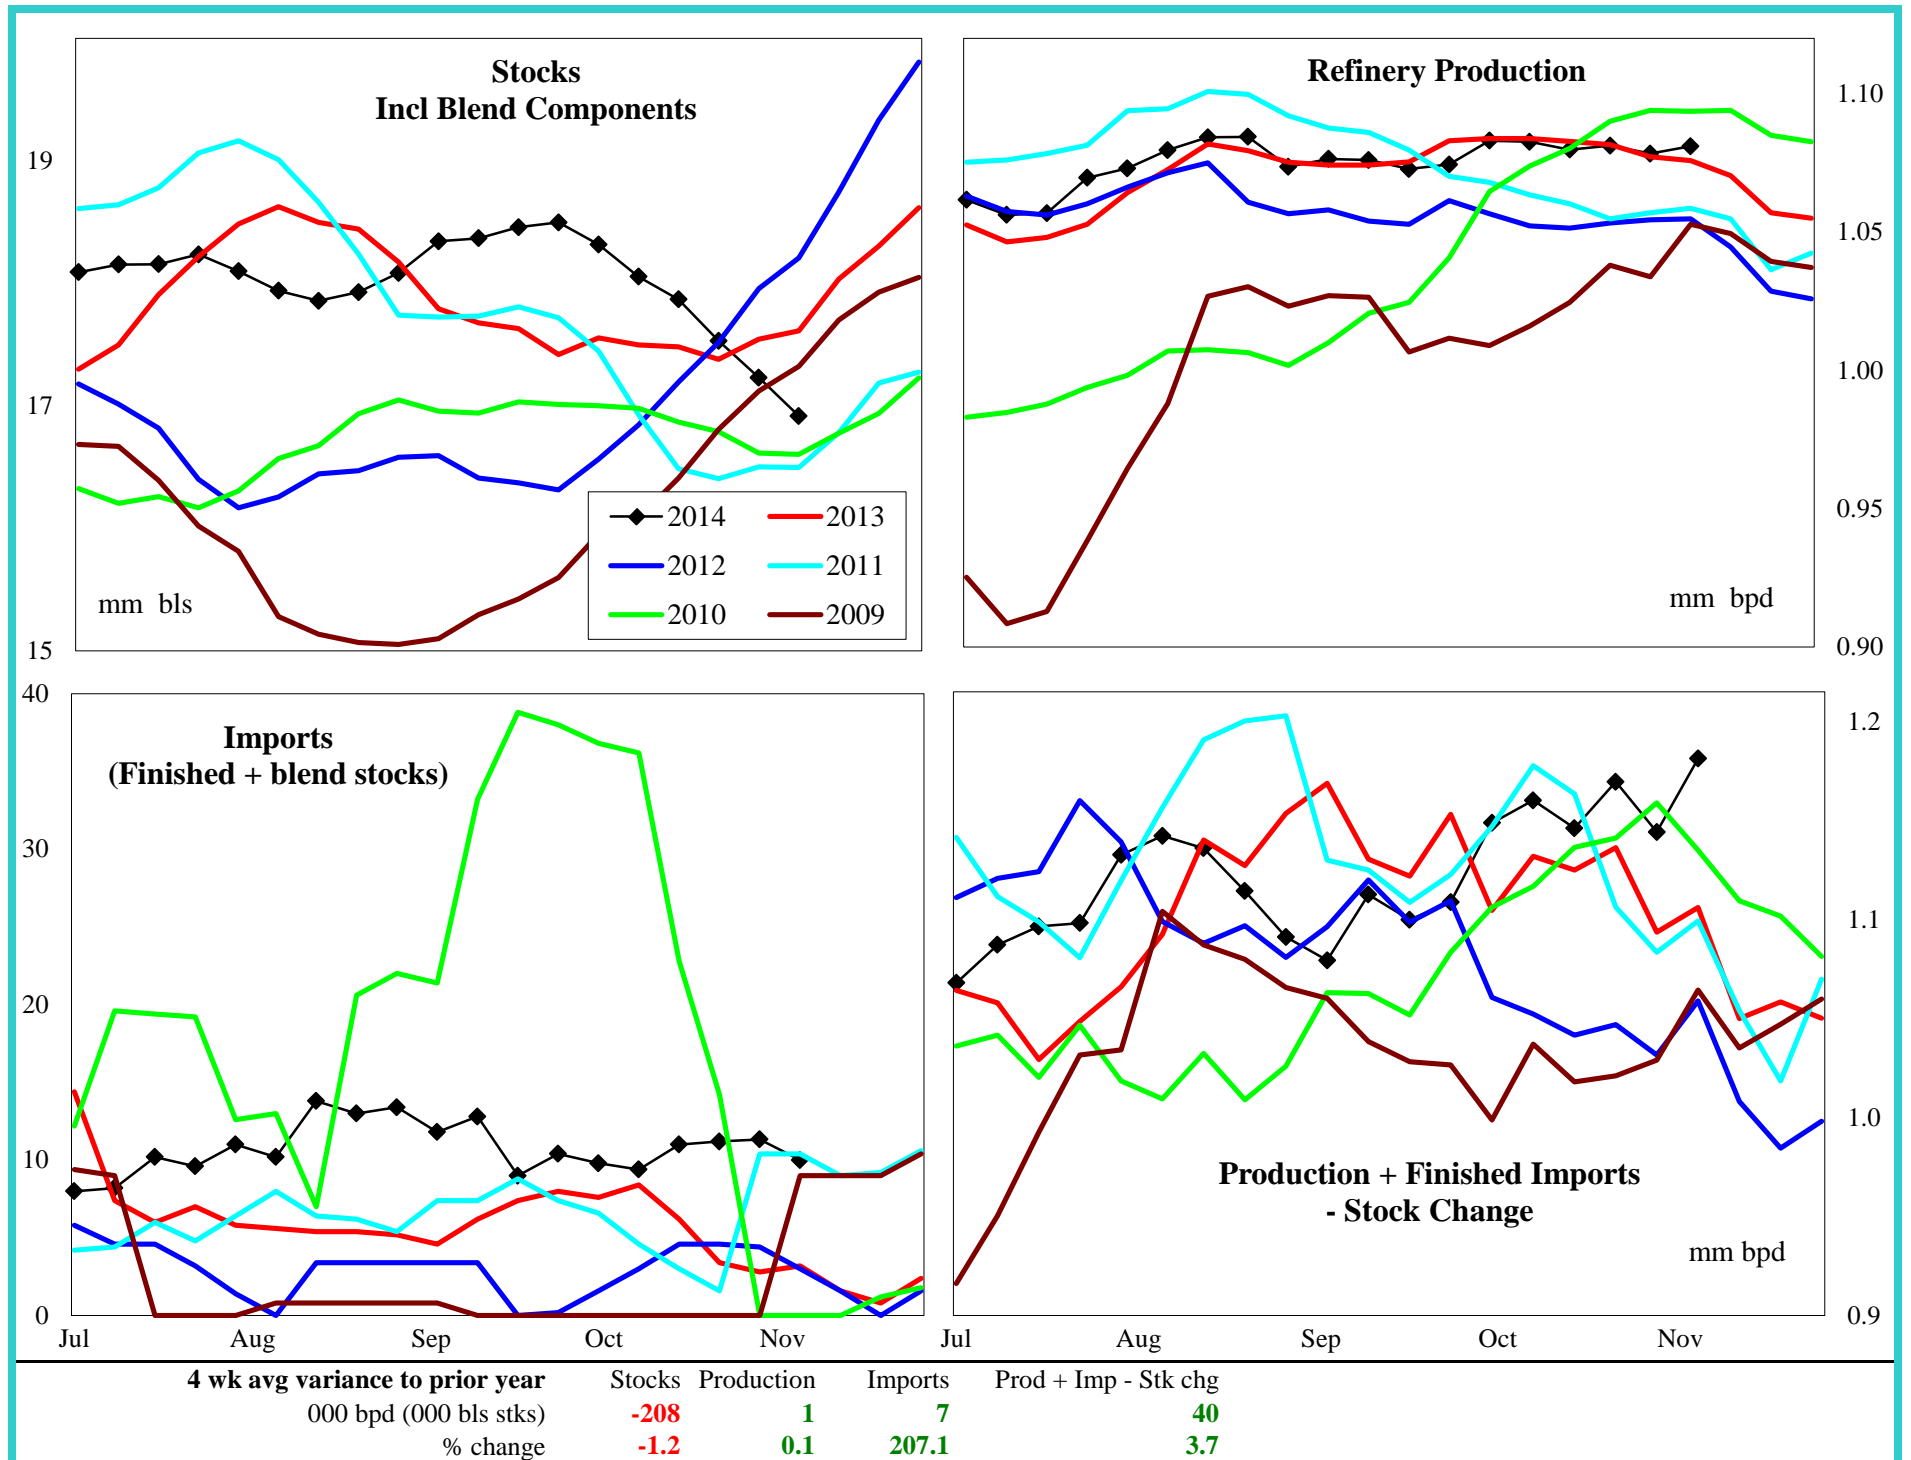 Stocks
Incl Blend Components
19
17
15
mm bls
2014 2013
2012 2011
2010 2009
Refinery Production
1.10
1.05
1.00
0.95
0.90
mm bpd
Imports
(Finished + blend stocks)
40
30
20
10
0
Jul Aug Sep Oct Nov
Production + Finished Imports
- Stock Change
mm bpd
1.2
1.1
1.0
0.9
Jul Aug Sep Oct Nov
4 wk avg variance to prior year Stocks Production Imports Prod + Imp - Stk chg
000 bpd (000 bls stks) -208 1 7 40
% change -1.2 0.1 207.1 3.7